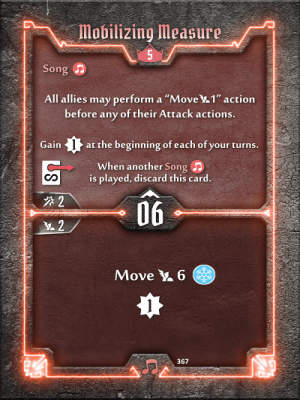 Mobilizing Measure
5
Song
All allies may perform a “Move 1” action
before any of their Attack actions.
Gain 1 at the beginning of each of your turns.
When another Song
is played, discard this card.
2
2
06
Move 6
1
367